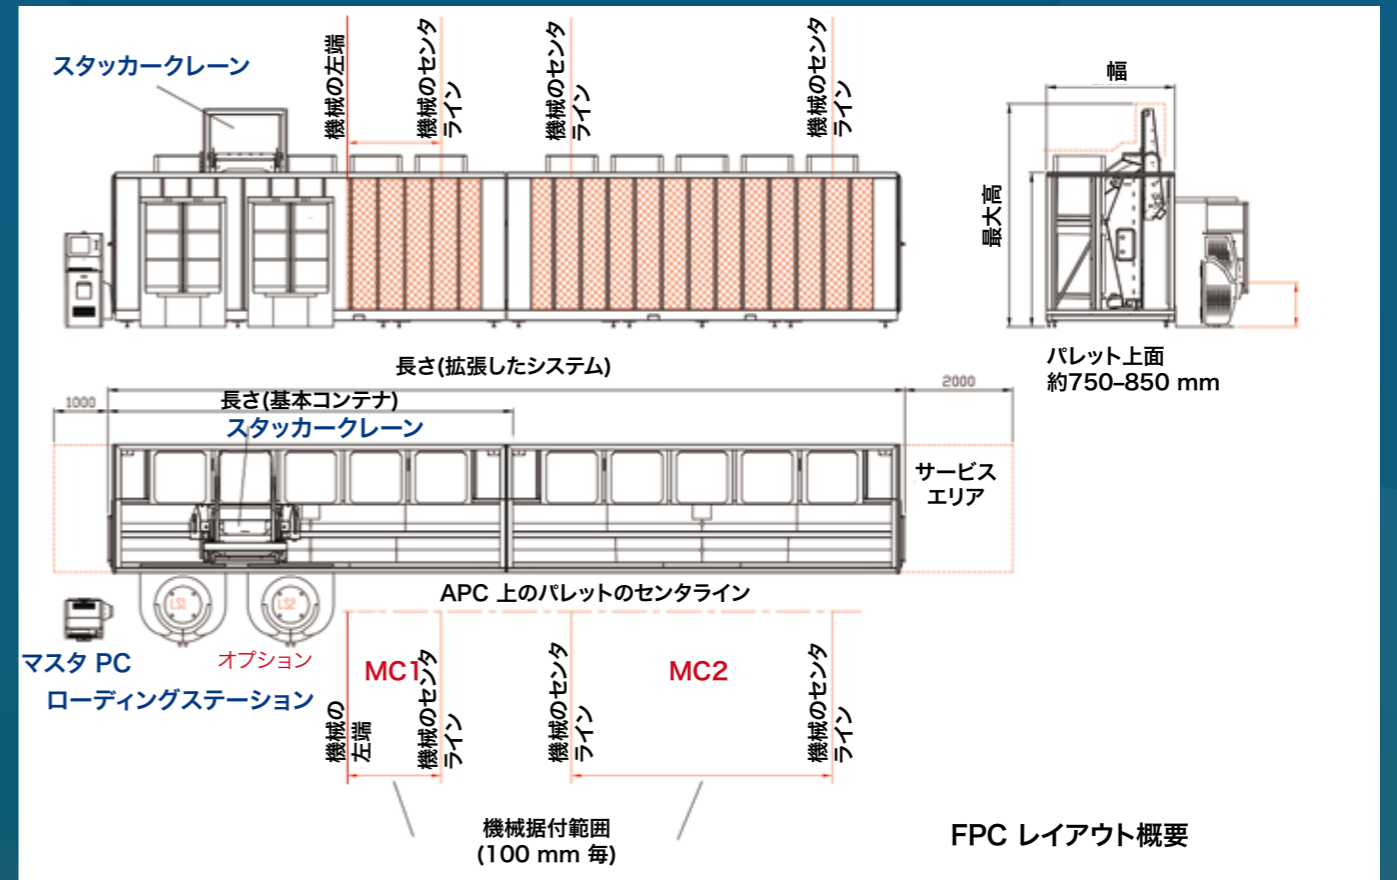 スタッカークレーン
機械の左端
機械のセンタ
ライン
機械のセンタ
ライン
機械のセンタ
ライン
幅
最大高
パレット上面
約750–850 mm
長さ(拡張したシステム)
2000
1000
長さ(基本コンテナ)
スタッカークレーン
サービス
エリア
APC 上のパレットのセンタライン
LS1
LS2
マスタ PC
オプション
ローディングステーション
MC1
MC2
機械の
左端
機械のセンタ
ライン
機械のセンタ
ライン
機械のセンタ
ライン
機械据付範囲
(100 mm 毎)
FPC レイアウト概要